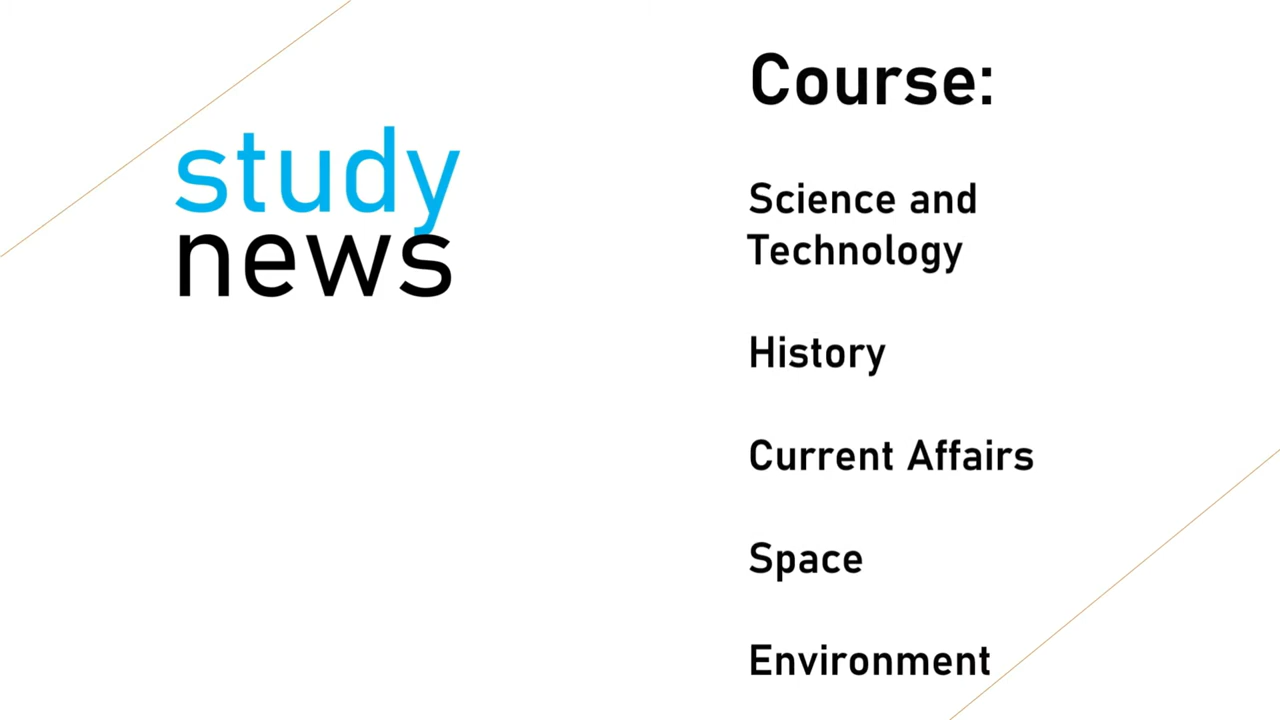 study
news
Course:
Science and
Technology
History
Current Affairs
Space
Environment